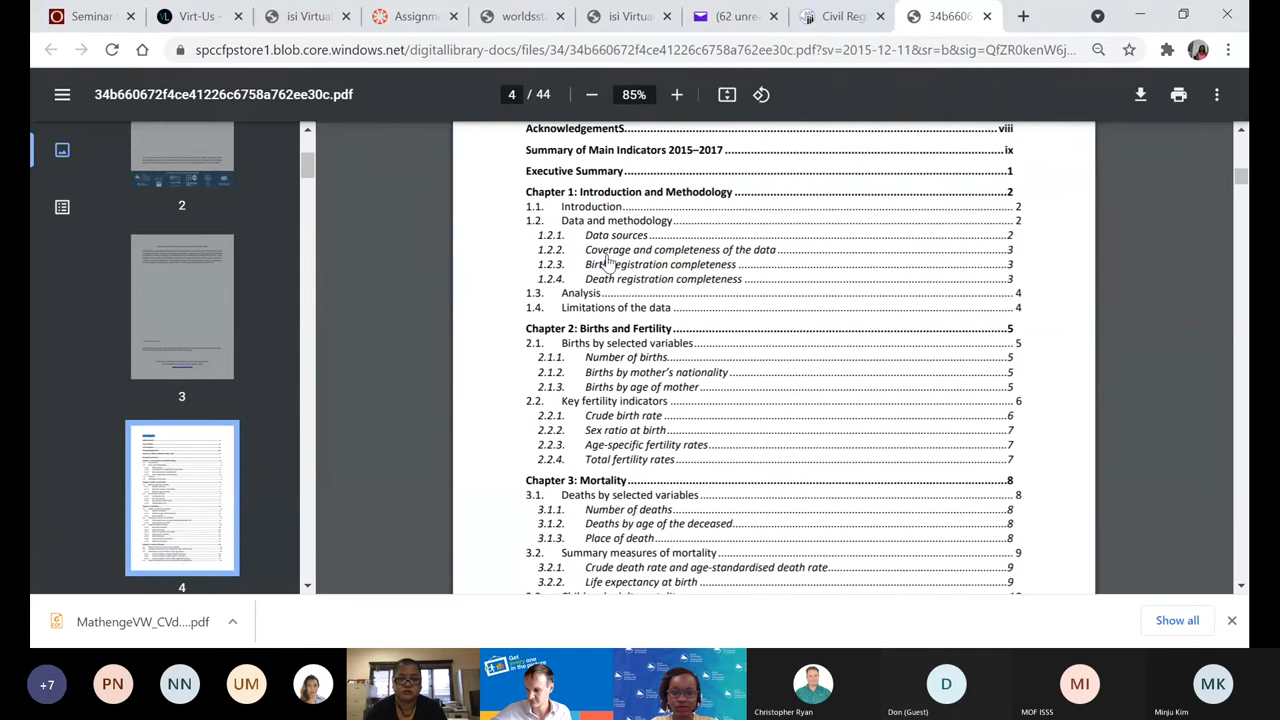 Seminar
Virt-Us -
isi Virtual
Assignm
worldssta
isi Virtua
(62 unre
Civil Reg
34b6606
spccfpstore1.blob.core.windows.net/digitallibrary-docs/files/34/34b660672f4ce41226c6758a762ee30c.pdf?sv=2015-12-11&sr=b&sig=QfZR0kenW6j...
34b660672f4ce41226c6758a762ee30c.pdf
4 / 44
85%
2
3
4
AcknowledgementS.......viii
Summary of Main Indicators 2015–2017.......ix
Executive Summary.......1
Chapter 1: Introduction and Methodology.......2
1.1. Introduction.......2
1.2. Data and methodology.......2
1.2.1. Data sources.......2
1.2.2. Coverage and completeness of the data.......3
1.2.3. Birth registration completeness.......3
1.2.4. Death registration completeness.......3
1.3. Analysis.......4
1.4. Limitations of the data.......4
Chapter 2: Births and Fertility.......5
2.1. Births by selected variables.......5
2.1.1. Number of births.......5
2.1.2. Births by mother's nationality.......5
2.1.3. Births by age of mother.......5
2.2. Key fertility indicators.......6
2.2.1. Crude birth rate.......6
2.2.2. Sex ratio at birth.......7
2.2.3. Age-specific fertility rates.......7
2.2.4. Total fertility rates.......7
Chapter 3: Mortality.......8
3.1. Deaths by selected variables.......8
3.1.1. Number of deaths.......8
3.1.2. Deaths by age of the deceased.......8
3.1.3. Place of death.......8
3.2. Summary measures of mortality.......9
3.2.1. Crude death rate and age-standardised death rate.......9
3.2.2. Life expectancy at birth.......9
MathengeVW_CVd....pdf
Show all
+7
PN
NN
UM
Get
every one
in the picture
Christopher Ryan
D
Don (Guest)
MI
MOF ISSS
MK
Minju Kim